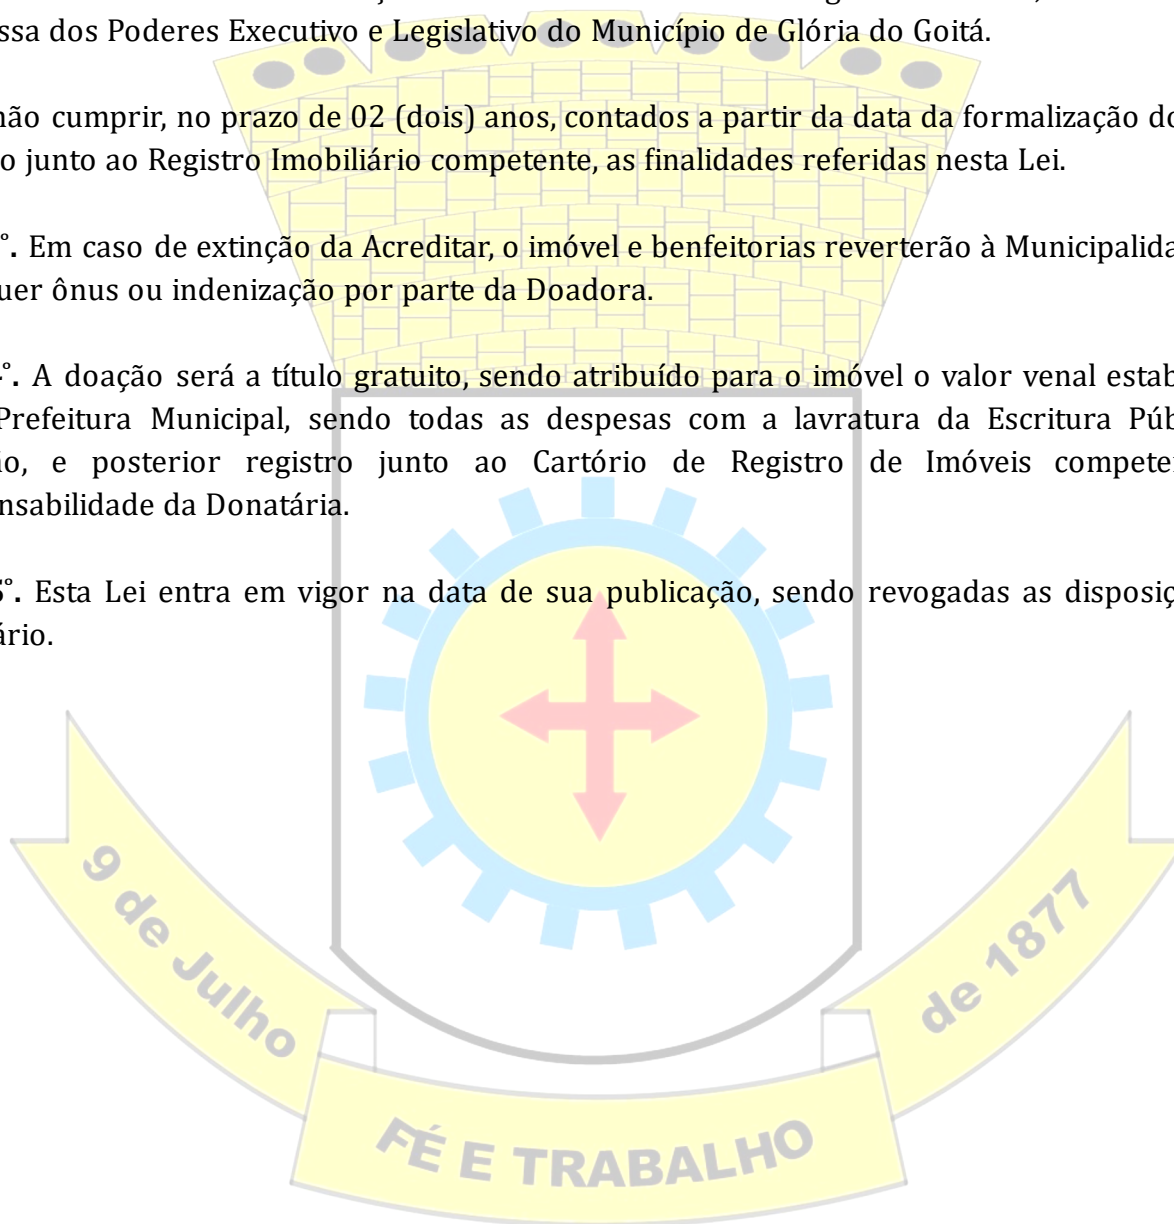 ssa dos Poderes Executivo e Legislativo do Município de Glória do Goitá.
não cumprir, no prazo de 02 (dois) anos, contados a partir da data da formalização do
o junto ao Registro Imobiliário competente, as finalidades referidas nesta Lei.
°. Em caso de extinção da Acreditar, o imóvel e benfeitorias reverterão à Municipalida
uer ônus ou indenização por parte da Doadora.
°. A doação será a título gratuito, sendo atribuído para o imóvel o valor venal estab
Prefeitura Municipal, sendo todas as despesas com a lavratura da Escritura Púb
ão, e posterior registro junto ao Cartório de Registro de Imóveis compete
nsabilidade da Donatária.
5°. Esta Lei entra em vigor na data de sua publicação, sendo revogadas as disposiç
ário.
9 de Julho
de 1877
FÉ E TRABALHO